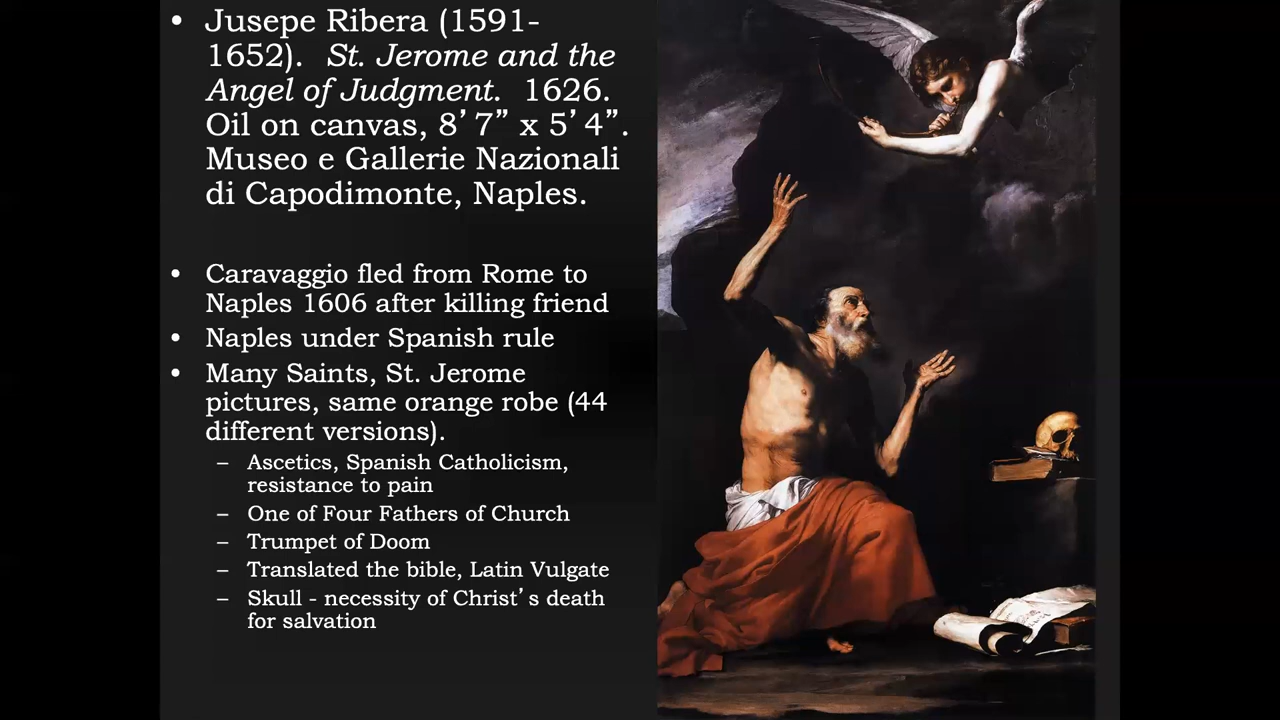 • Jusepe Ribera (1591-
1652).  St. Jerome and the
Angel of Judgment.  1626.
Oil on canvas, 8’7” x 5’4”.
Museo e Gallerie Nazionali
di Capodimonte, Naples.
• Caravaggio fled from Rome to
Naples 1606 after killing friend
• Naples under Spanish rule
• Many Saints, St. Jerome
pictures, same orange robe (44
different versions).
– Ascetics, Spanish Catholicism,
resistance to pain
– One of Four Fathers of Church
– Trumpet of Doom
– Translated the bible, Latin Vulgate
– Skull - necessity of Christ’s death
for salvation